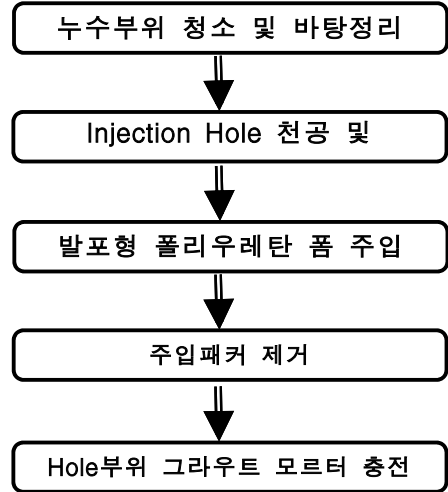 누수부위 청소 및 바탕정리
Injection Hole 천공 및
발포형 폴리우레탄 폼 주입
주입패커 제거
Hole부위 그라우트 모르터 충전